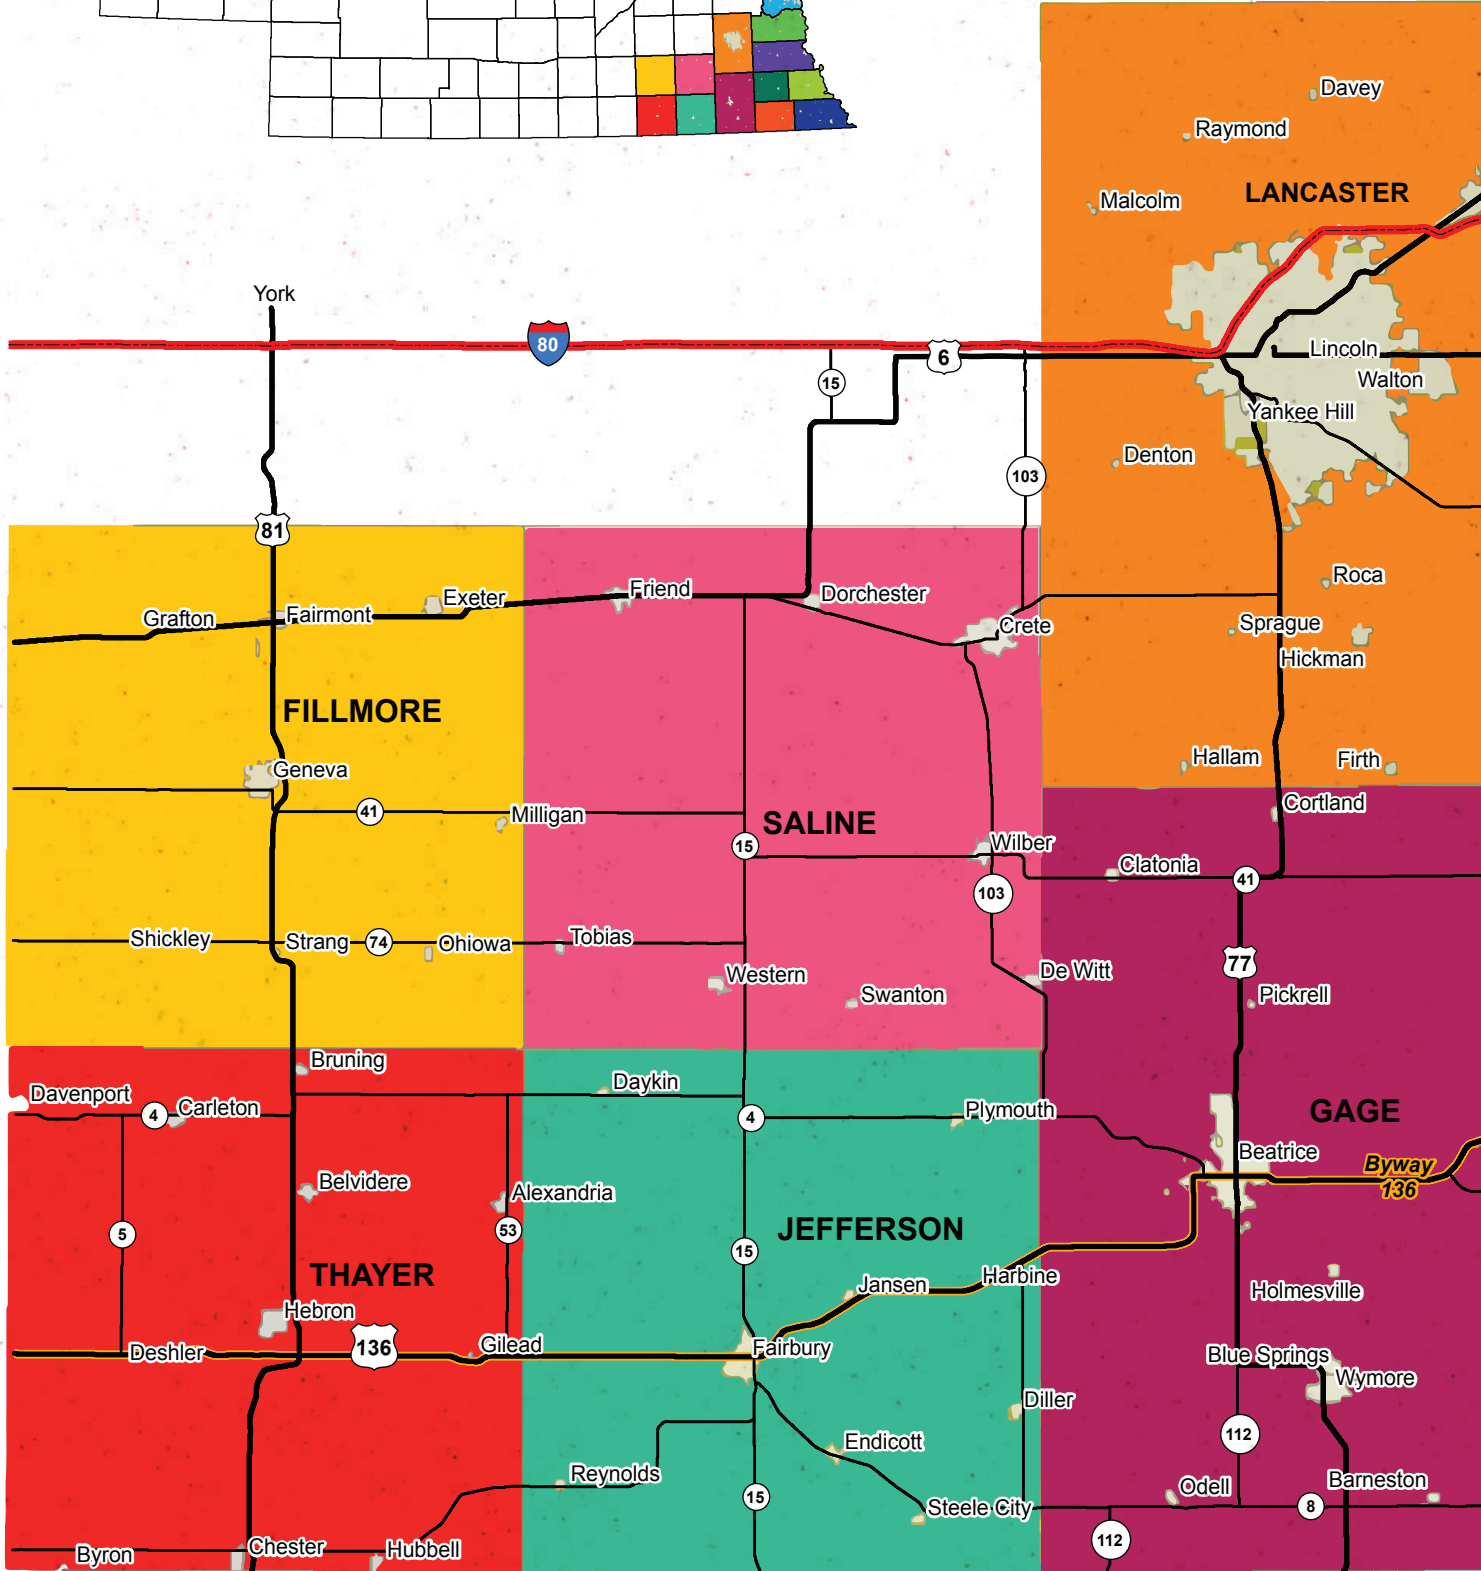 Davey
Raymond
LANCASTER
Malcolm
York
80
6
Lincoln
15
Walton
Yankee Hill
Denton
103
81
Roca
Friend
Exeter
Dorchester
Fairmont
Grafton
Crete
Sprague
Hickman
FILLMORE
Hallam
Firth
Geneva
Cortland
41
Milligan
SALINE
15
Wilber
Clatonia
41
103
Shickley
Strang
74
Ohiowa
Tobias
77
De Witt
Western
Swanton
Pickrell
Bruning
Daykin
Davenport
4
Carleton
4
Plymouth
GAGE
Beatrice
Byway
136
Belvidere
Alexandria
5
53
JEFFERSON
15
THAYER
Harbine
Jansen
Holmesville
Hebron
136
Gilead
Deshler
Fairbury
Blue Springs
Wymore
Diller
112
Endicott
Reynolds
Barneston
Odell
15
Steele City
8
112
Chester
Hubbell
Byron